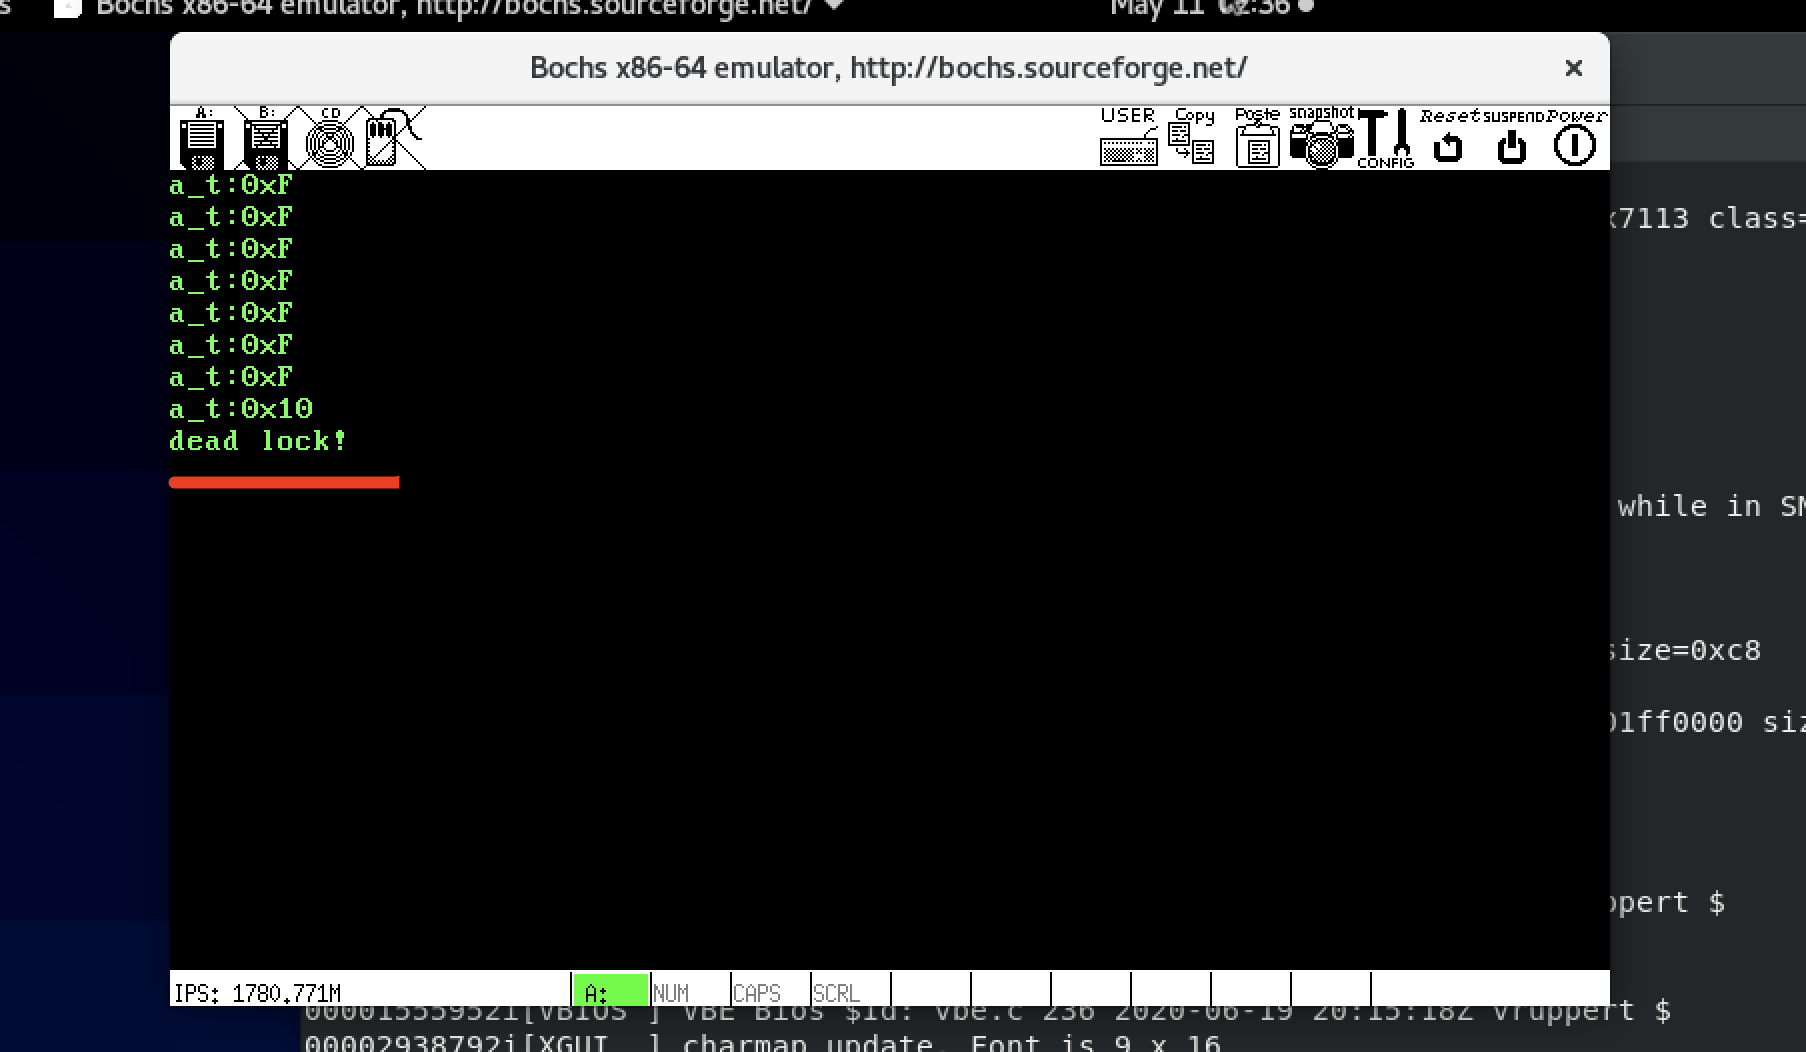 Bochs x86-64 emulator, http://bochs.sourceforge.net/
May 11
Bochs x86-64 emulator, http://bochs.sourceforge.net/
A:
B:
CD
USER
Copy
Paste
snapshot
CONFIG
Reset
SUSPEND
Power
a_t:0xF
a_t:0xF
a_t:0xF
a_t:0xF
a_t:0xF
a_t:0xF
a_t:0xF
a_t:0x10
dead lock!
x7113 class=
while in SM
size=0xc8
01ff0000 siz
ppert $
IPS: 1780.771M
A:
NUM
CAPS
SCRL
00001555952i[VBIOS ] VBE Bios $Id: vbe.c 236 2020-06-19 20:15:18Z vruppert $
00002938792i[XGUI ] charmap update. Font is 9 x 16